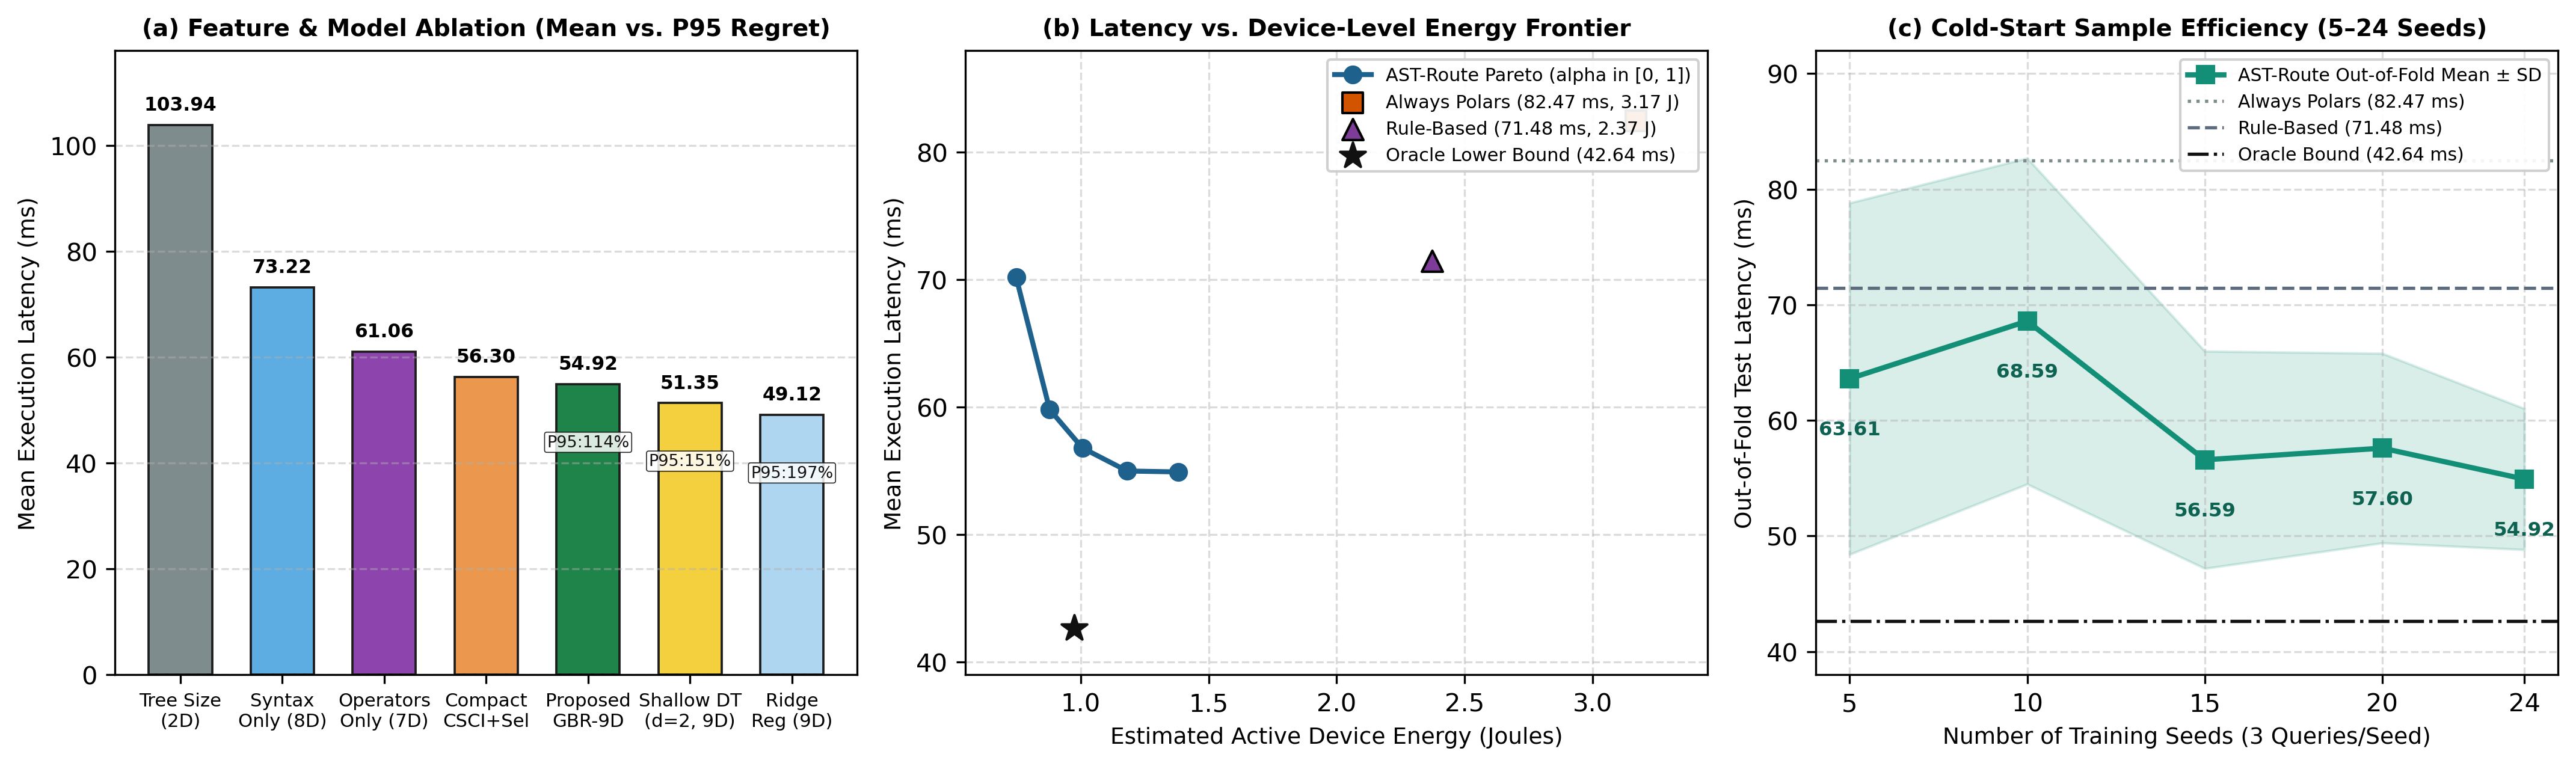 (a) Feature & Model Ablation (Mean vs. P95 Regret)
Mean Execution Latency (ms)
100
80
60
40
20
0
103.94
73.22
61.06
56.30
54.92
51.35
49.12
P95:114%
P95:151%
P95:197%
Tree Size
(2D)
Syntax
Only (8D)
Operators
Only (7D)
Compact
CSCI+Sel
Proposed
GBR-9D
Shallow DT
(d=2, 9D)
Ridge
Reg (9D)
(b) Latency vs. Device-Level Energy Frontier
Mean Execution Latency (ms)
80
70
60
50
40
AST-Route Pareto (alpha in [0, 1])
Always Polars (82.47 ms, 3.17 J)
Rule-Based (71.48 ms, 2.37 J)
Oracle Lower Bound (42.64 ms)
1.0
1.5
2.0
2.5
3.0
Estimated Active Device Energy (Joules)
(c) Cold-Start Sample Efficiency (5–24 Seeds)
Out-of-Fold Test Latency (ms)
90
80
70
60
50
40
AST-Route Out-of-Fold Mean ± SD
Always Polars (82.47 ms)
Rule-Based (71.48 ms)
Oracle Bound (42.64 ms)
63.61
68.59
56.59
57.60
54.92
5
10
15
20
24
Number of Training Seeds (3 Queries/Seed)